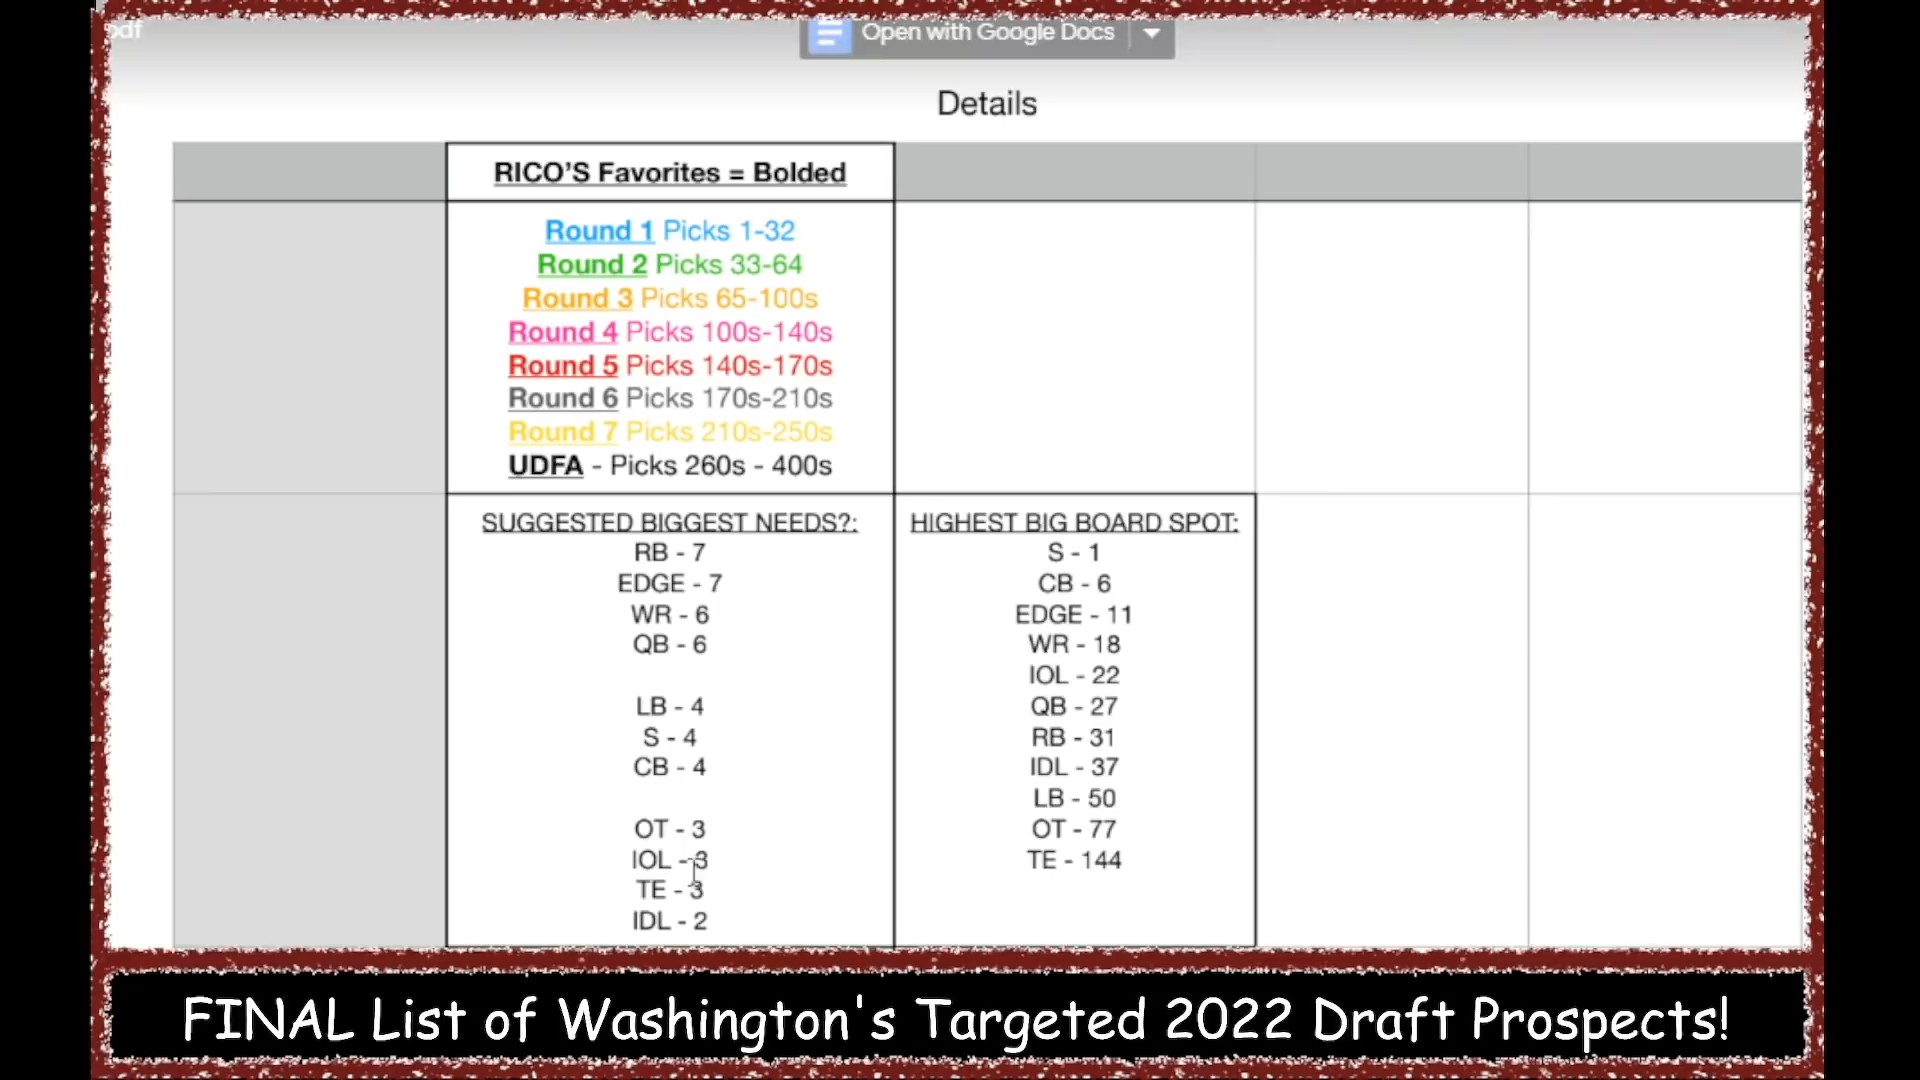 pdf
Open with Google Docs
Details
RICO'S Favorites = Bolded
Round 1 Picks 1-32
Round 2 Picks 33-64
Round 3 Picks 65-100s
Round 4 Picks 100s-140s
Round 5 Picks 140s-170s
Round 6 Picks 170s-210s
Round 7 Picks 210s-250s
UDFA - Picks 260s - 400s
SUGGESTED BIGGEST NEEDS?:
RB - 7
EDGE - 7
WR - 6
QB - 6
LB - 4
S - 4
CB - 4
OT - 3
IOL - 3
TE - 3
IDL - 2
HIGHEST BIG BOARD SPOT:
S - 1
CB - 6
EDGE - 11
WR - 18
IOL - 22
QB - 27
RB - 31
IDL - 37
LB - 50
OT - 77
TE - 144
FINAL List of Washington's Targeted 2022 Draft Prospects!